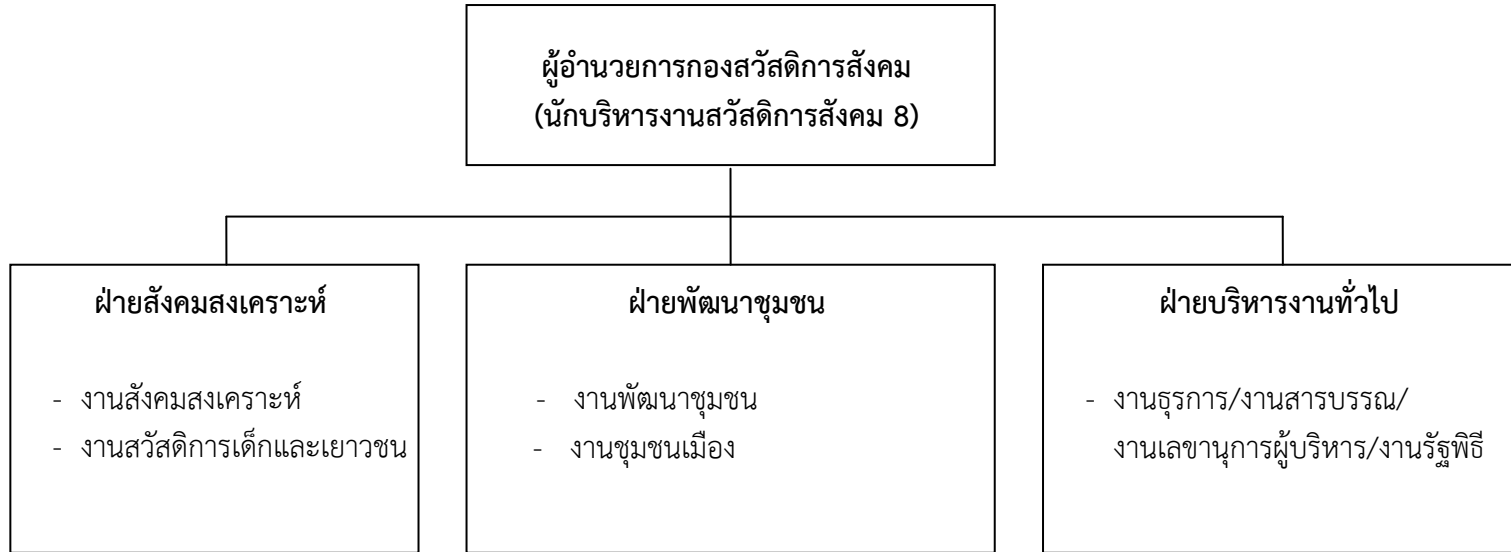 ผู้อำนวยการกองสวัสดิการสังคม
(นักบริหารงานสวัสดิการสังคม 8)
ฝ่ายสังคมสงเคราะห์
- งานสังคมสงเคราะห์
- งานสวัสดิการเด็กและเยาวชน
ฝ่ายพัฒนาชุมชน
- งานพัฒนาชุมชน
- งานชุมชนเมือง
ฝ่ายบริหารงานทั่วไป
- งานธุรการ/งานสารบรรณ/
งานเลขานุการผู้บริหาร/งานรัฐพิธี